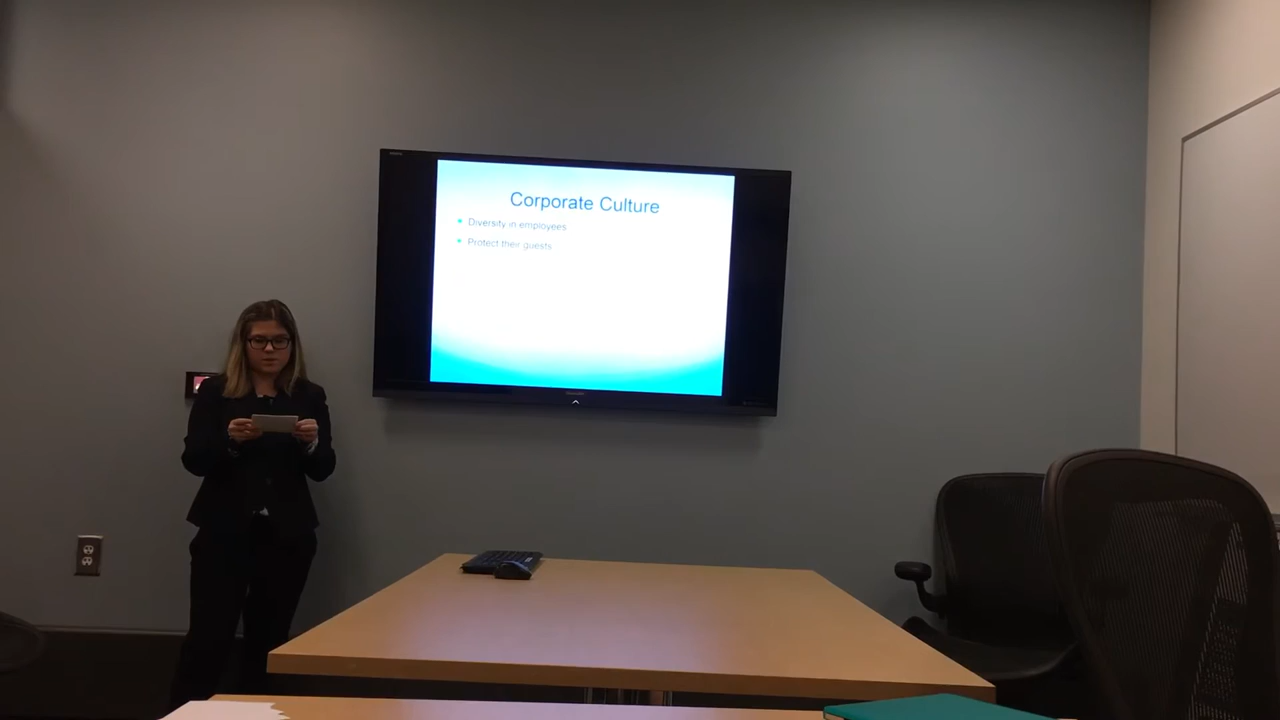 Corporate Culture
Diversity in employees
Protect their guests